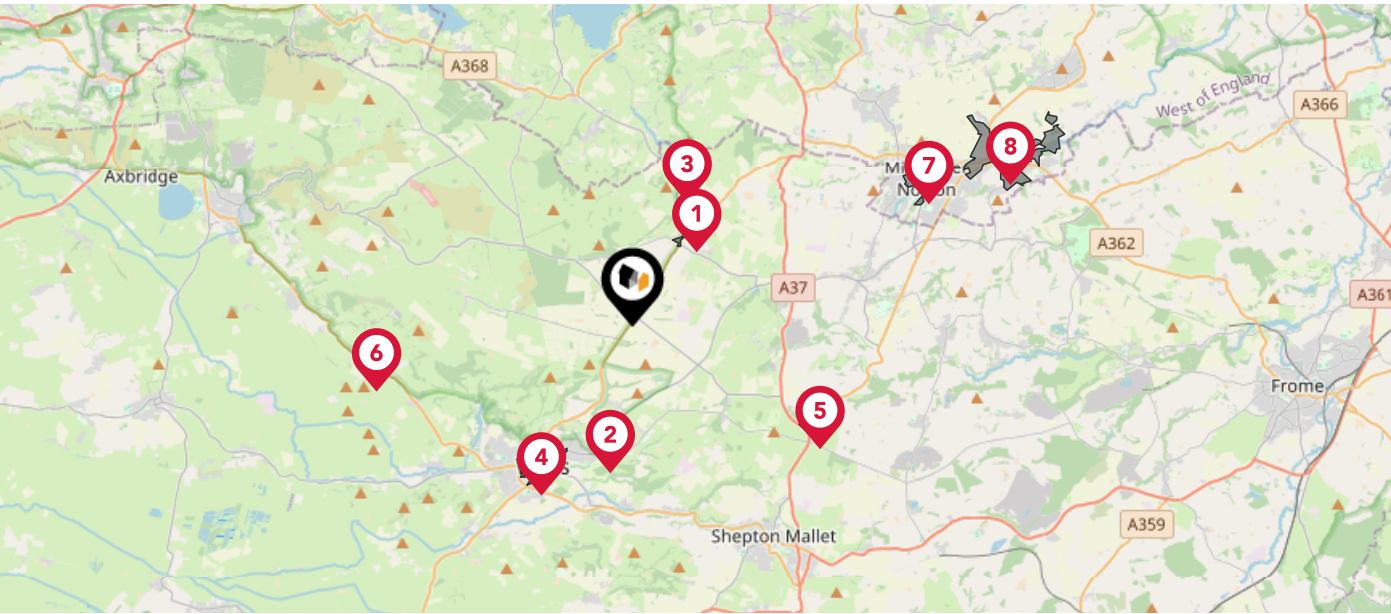 A368
West of England
A366
3
8
7
Axbridge
1
A362
A37
A361
6
Frome
5
2
4
s
A359
Shepton Mallet